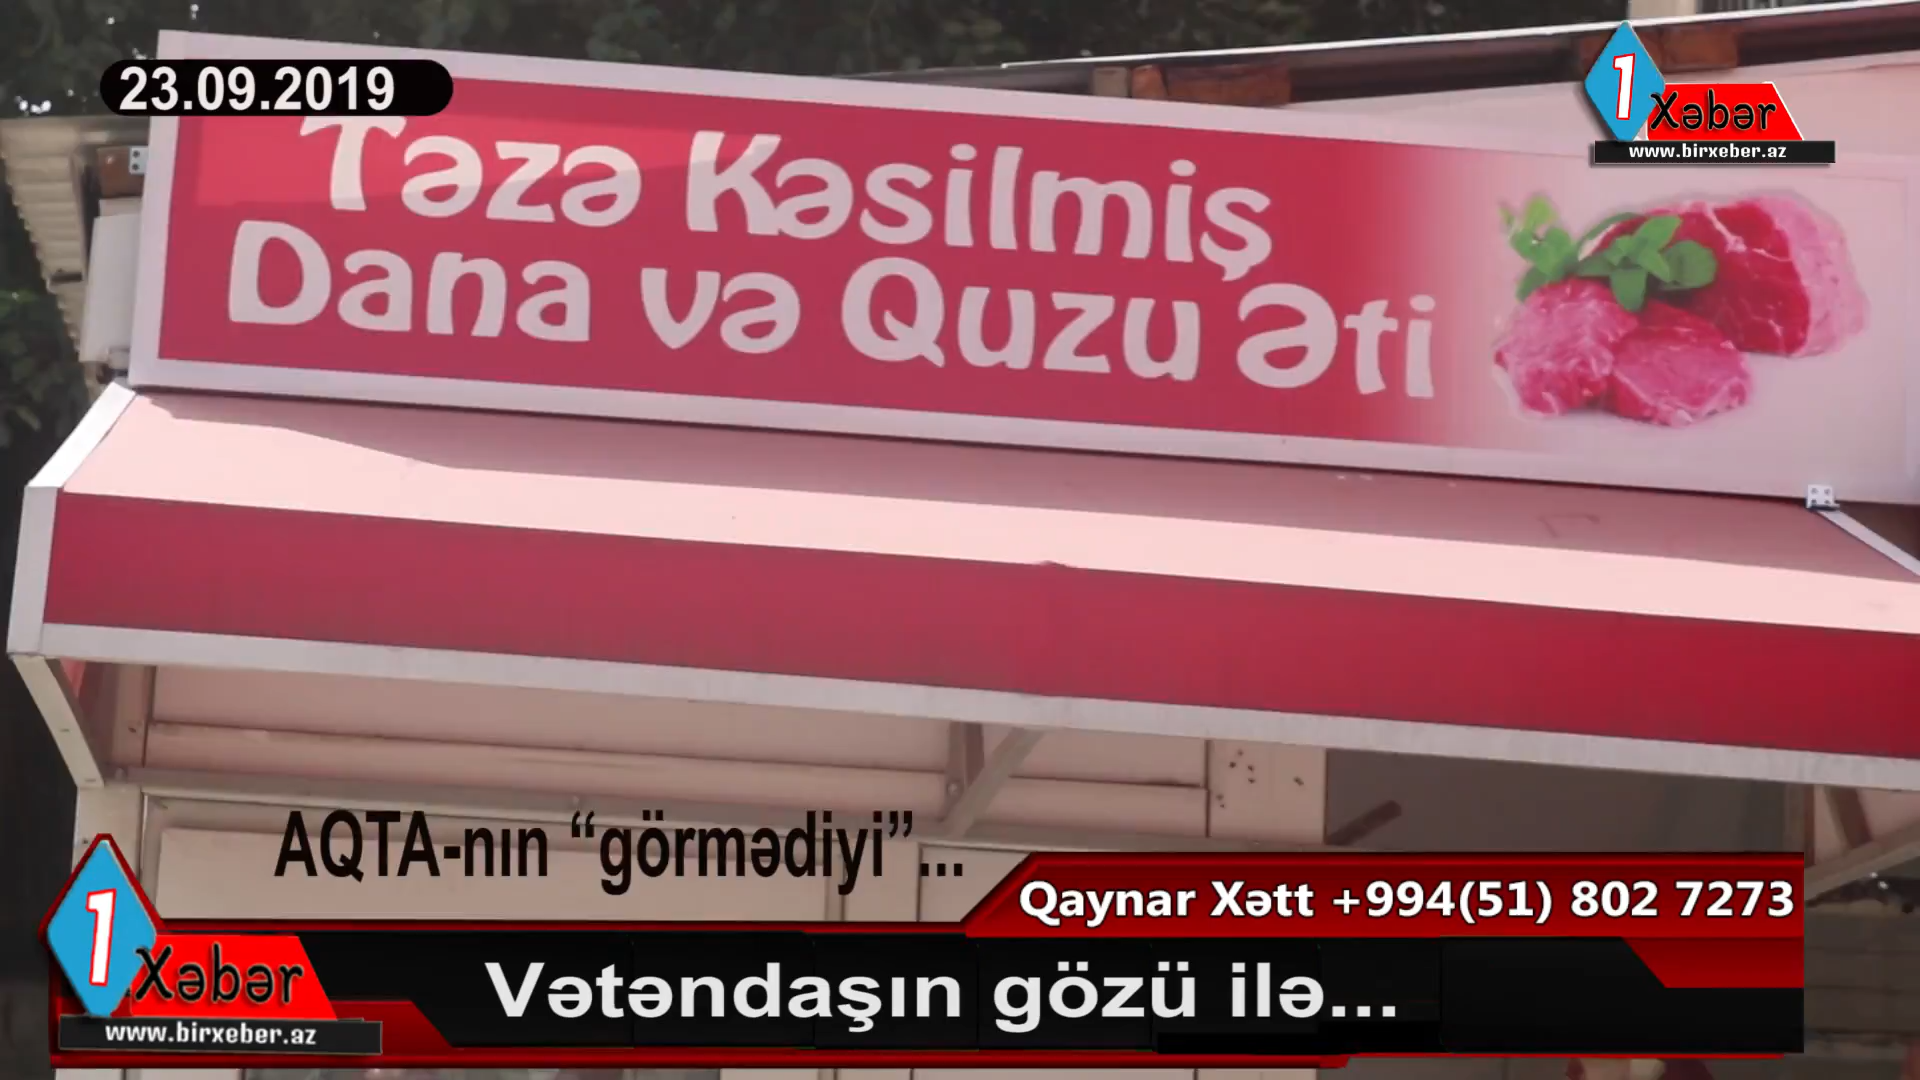 23.09.2019
1
Xəbər
www.birxeber.az
Təzə Kəsilmiş
Dana və Quzu Əti
AQTA-nın “görmədiyi”...
Qaynar Xətt +994(51) 802 7273
1
Xəbər
www.birxeber.az
Vətəndaşın gözü ilə...